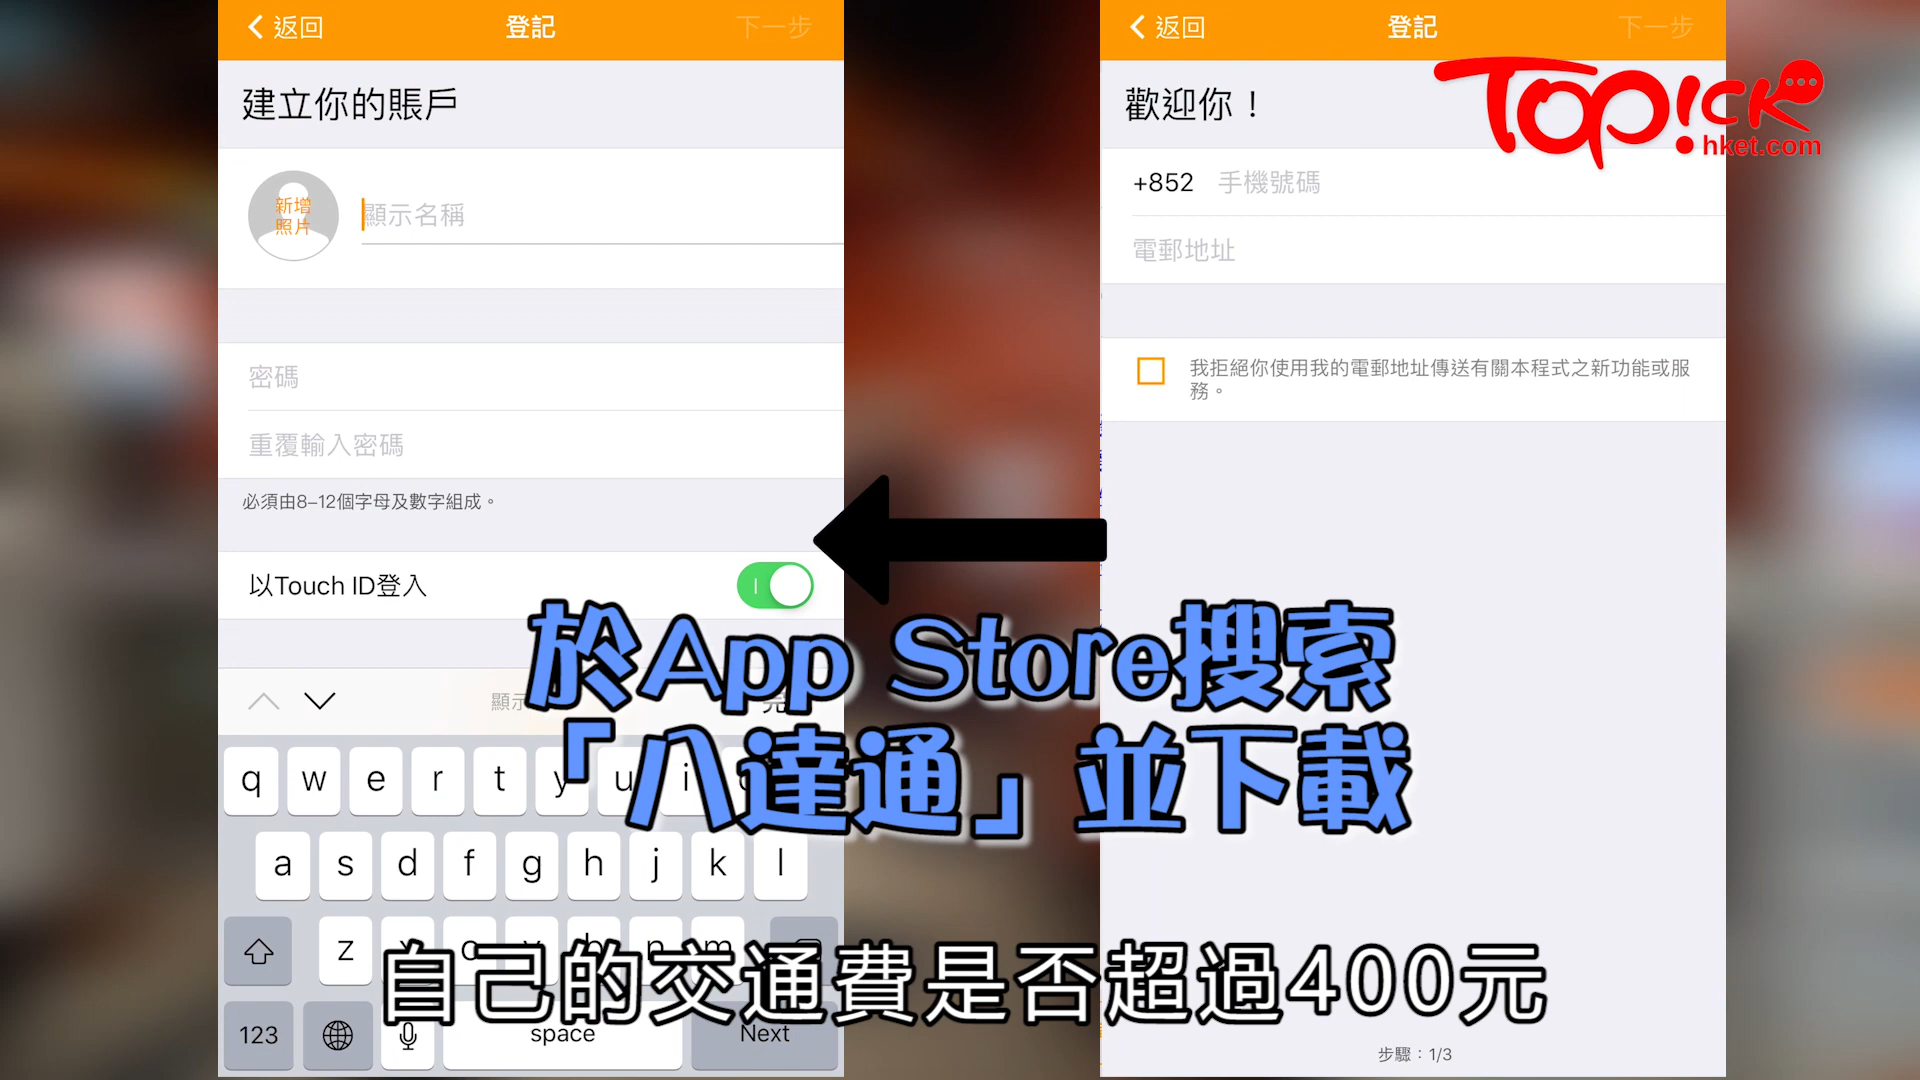 返回
登記
下一步
建立你的賬戶
新增
照片
顯示名稱
密碼
重覆輸入密碼
必須由8-12個字母及數字組成。
以Touch ID登入
q w e r t y u i
a s d f g h j k l
z
123
space
Next
返回
登記
下一步
TOPick
hket.com
歡迎你！
+852 手機號碼
電郵地址
我拒絕你使用我的電郵地址傳送有關本程式之新功能或服
務。
於App Store搜索
「八達通」並下載
自己的交通費是否超過400元
步驟：1/3